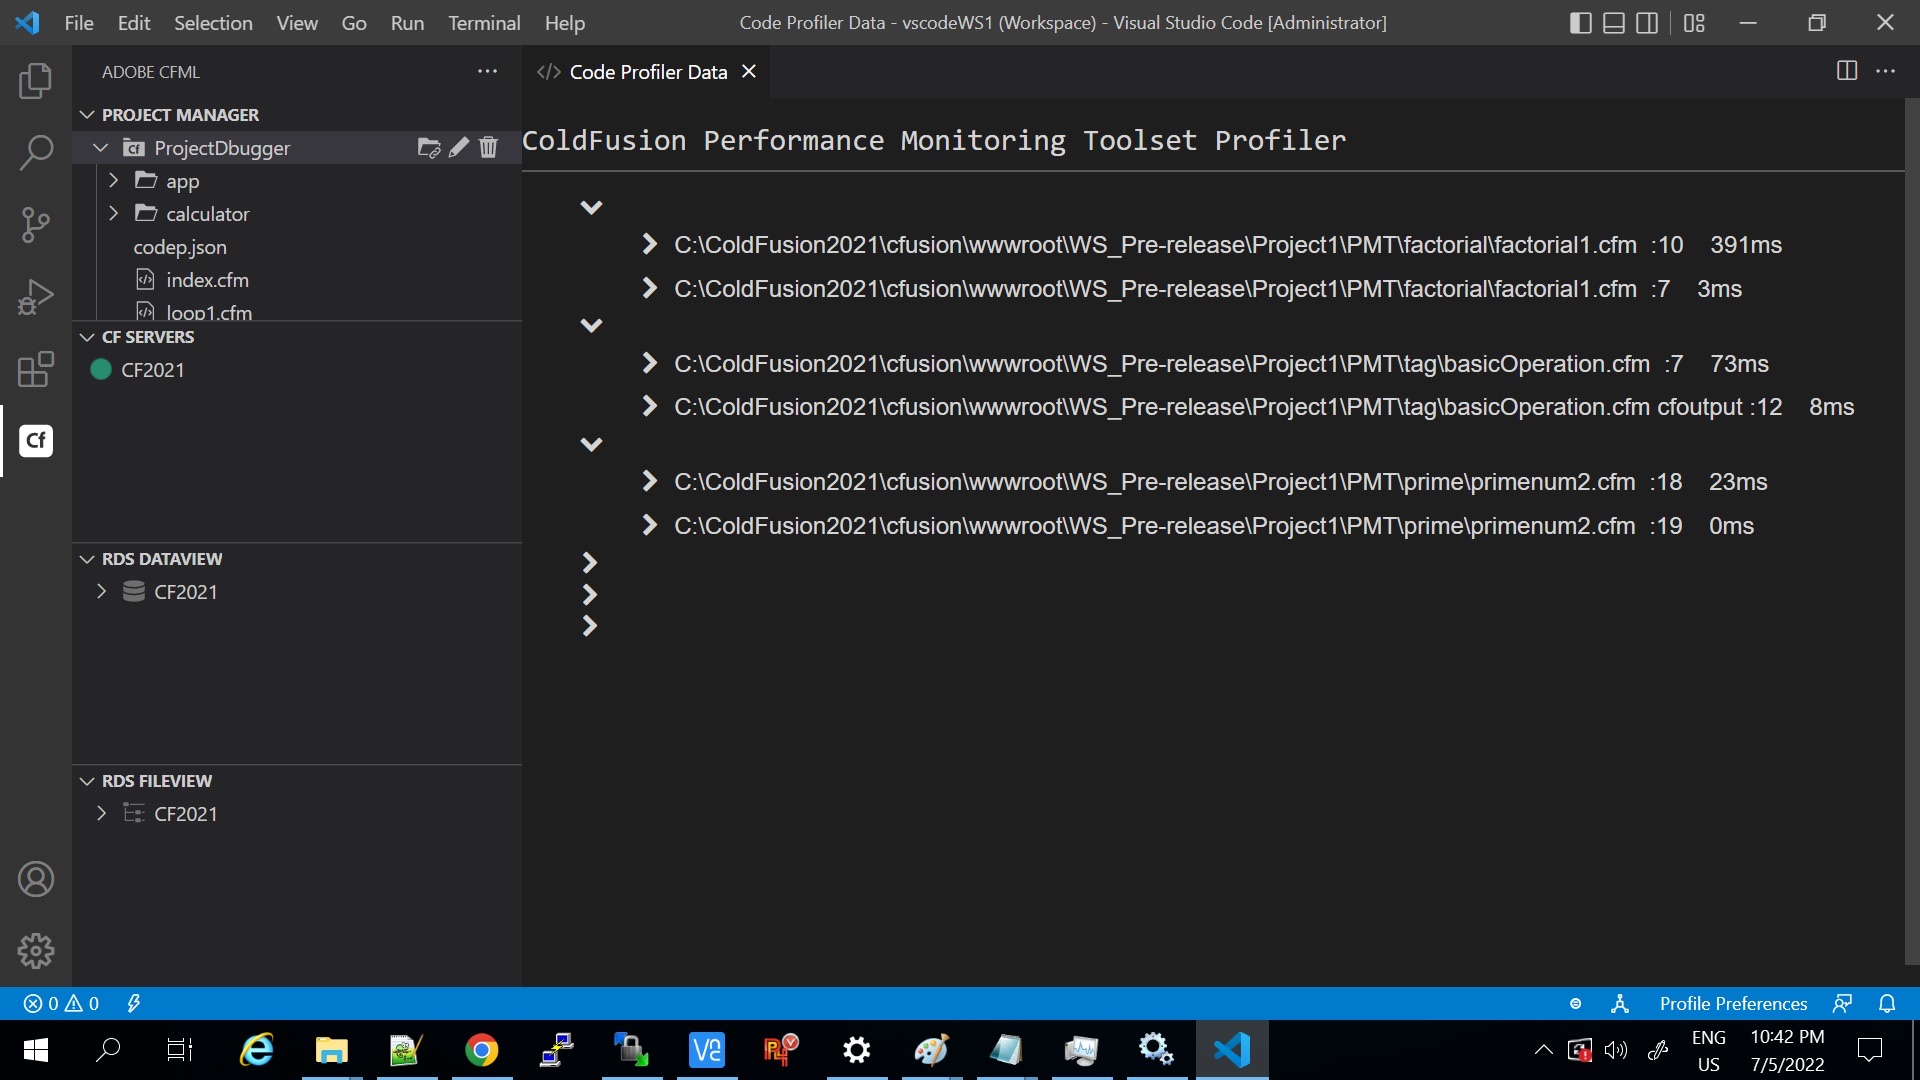 File Edit Selection View Go Run Terminal Help
Code Profiler Data - vscodeWS1 (Workspace) - Visual Studio Code [Administrator]
ADOBE CFML
PROJECT MANAGER
Cf ProjectDbugger
app
calculator
codep.json
index.cfm
loop1.cfm
CF SERVERS
CF2021
Cf
RDS DATAVIEW
CF2021
RDS FILEVIEW
CF2021
Code Profiler Data
ColdFusion Performance Monitoring Toolset Profiler
C:\ColdFusion2021\cfusion\wwwroot\WS_Pre-release\Project1\PMT\factorial\factorial1.cfm :10 391ms
C:\ColdFusion2021\cfusion\wwwroot\WS_Pre-release\Project1\PMT\factorial\factorial1.cfm :7 3ms
C:\ColdFusion2021\cfusion\wwwroot\WS_Pre-release\Project1\PMT\tag\basicOperation.cfm :7 73ms
C:\ColdFusion2021\cfusion\wwwroot\WS_Pre-release\Project1\PMT\tag\basicOperation.cfm cfoutput :12 8ms
C:\ColdFusion2021\cfusion\wwwroot\WS_Pre-release\Project1\PMT\prime\primenum2.cfm :18 23ms
C:\ColdFusion2021\cfusion\wwwroot\WS_Pre-release\Project1\PMT\prime\primenum2.cfm :19 0ms
0 0
Profile Preferences
ENG
US
10:42 PM
7/5/2022